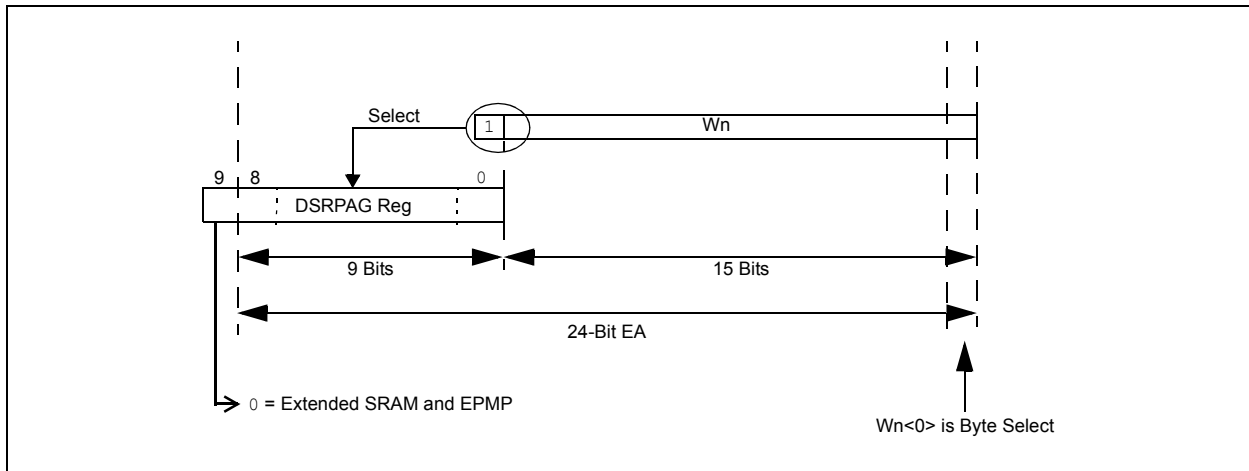 Select
1
Wn
9 8 0
DSRPAG Reg
9 Bits
15 Bits
24-Bit EA
0 = Extended SRAM and EPMP
Wn<0> is Byte Select